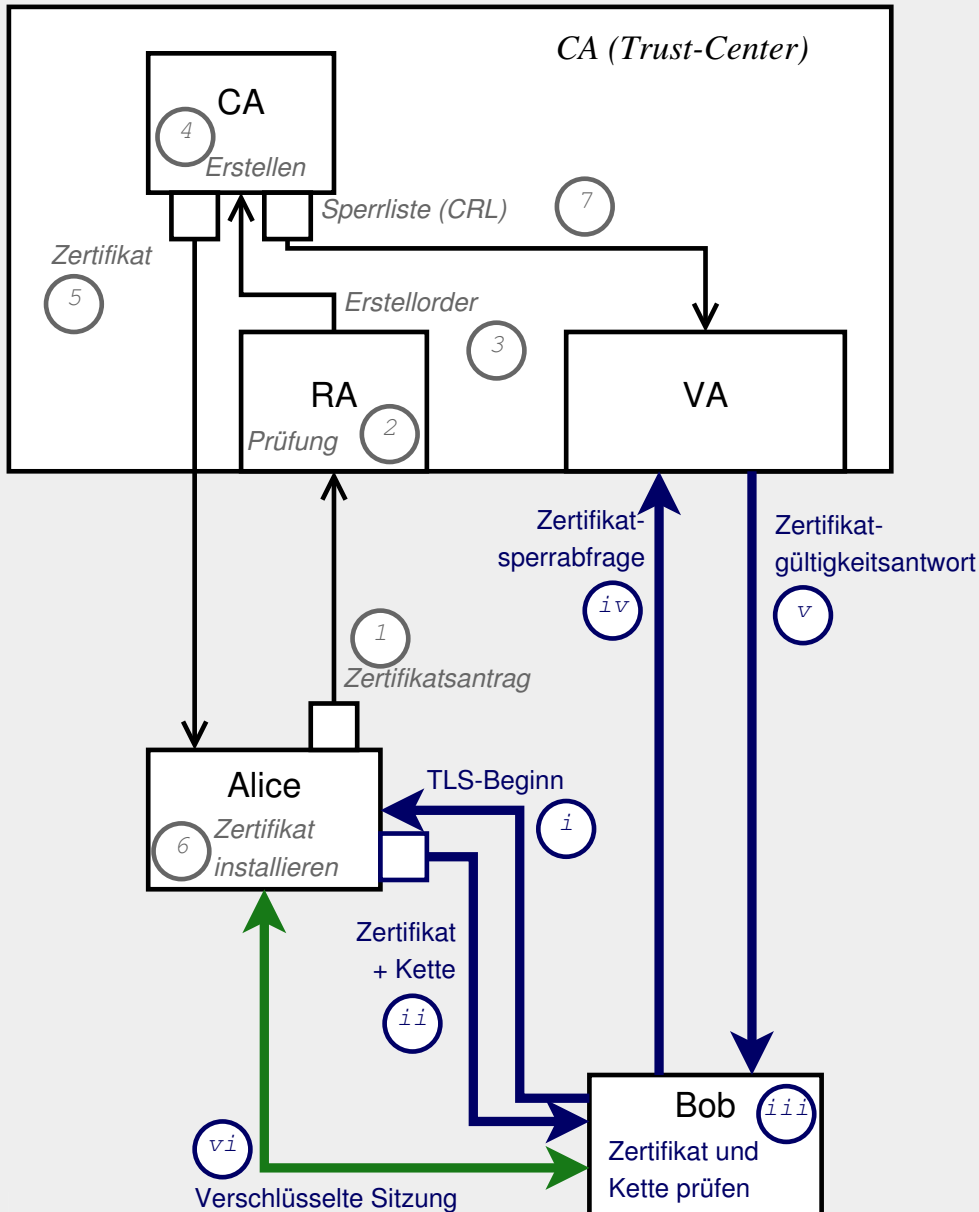 CA (Trust-Center)
CA
4
Erstellen
Sperrliste (CRL)
7
Zertifikat
5
Erstellorder
3
RA
Prüfung
2
VA
Zertifikat-
sperrabfrage
iv
Zertifikat-
gültigkeitsantwort
v
1
Zertifikatsantrag
Alice
6
Zertifikat
installieren
TLS-Beginn
i
Zertifikat
+ Kette
ii
Bob
iii
Zertifikat und
Kette prüfen
vi
Verschlüsselte Sitzung